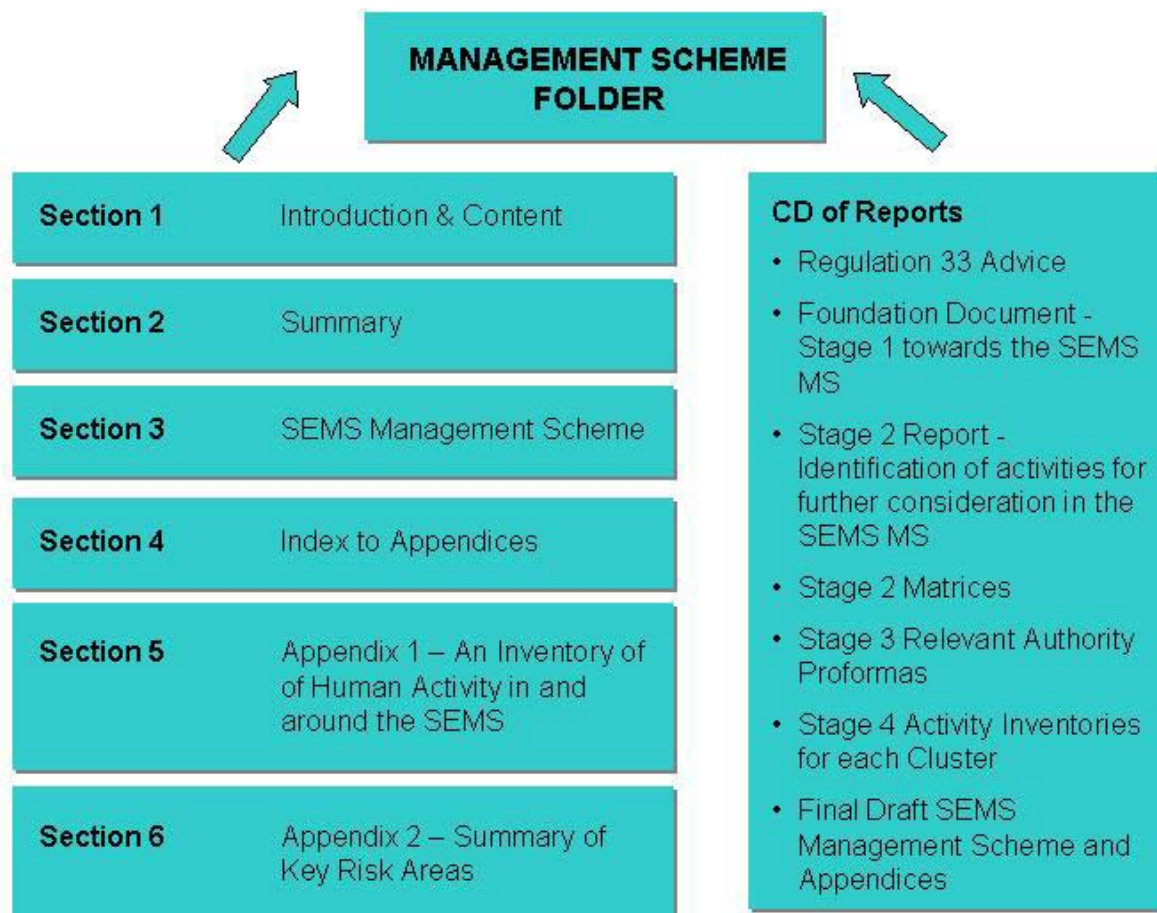 MANAGEMENT SCHEME
FOLDER
Section 1 Introduction & Content
Section 2 Summary
Section 3 SEMS Management Scheme
Section 4 Index to Appendices
Section 5 Appendix 1 – An Inventory of
of Human Activity in and
around the SEMS
Section 6 Appendix 2 – Summary of
Key Risk Areas
CD of Reports
• Regulation 33 Advice
• Foundation Document -
Stage 1 towards the SEMS
MS
• Stage 2 Report -
Identification of activities for
further consideration in the
SEMS MS
• Stage 2 Matrices
• Stage 3 Relevant Authority
Proformas
• Stage 4 Activity Inventories
for each Cluster
• Final Draft SEMS
Management Scheme and
Appendices